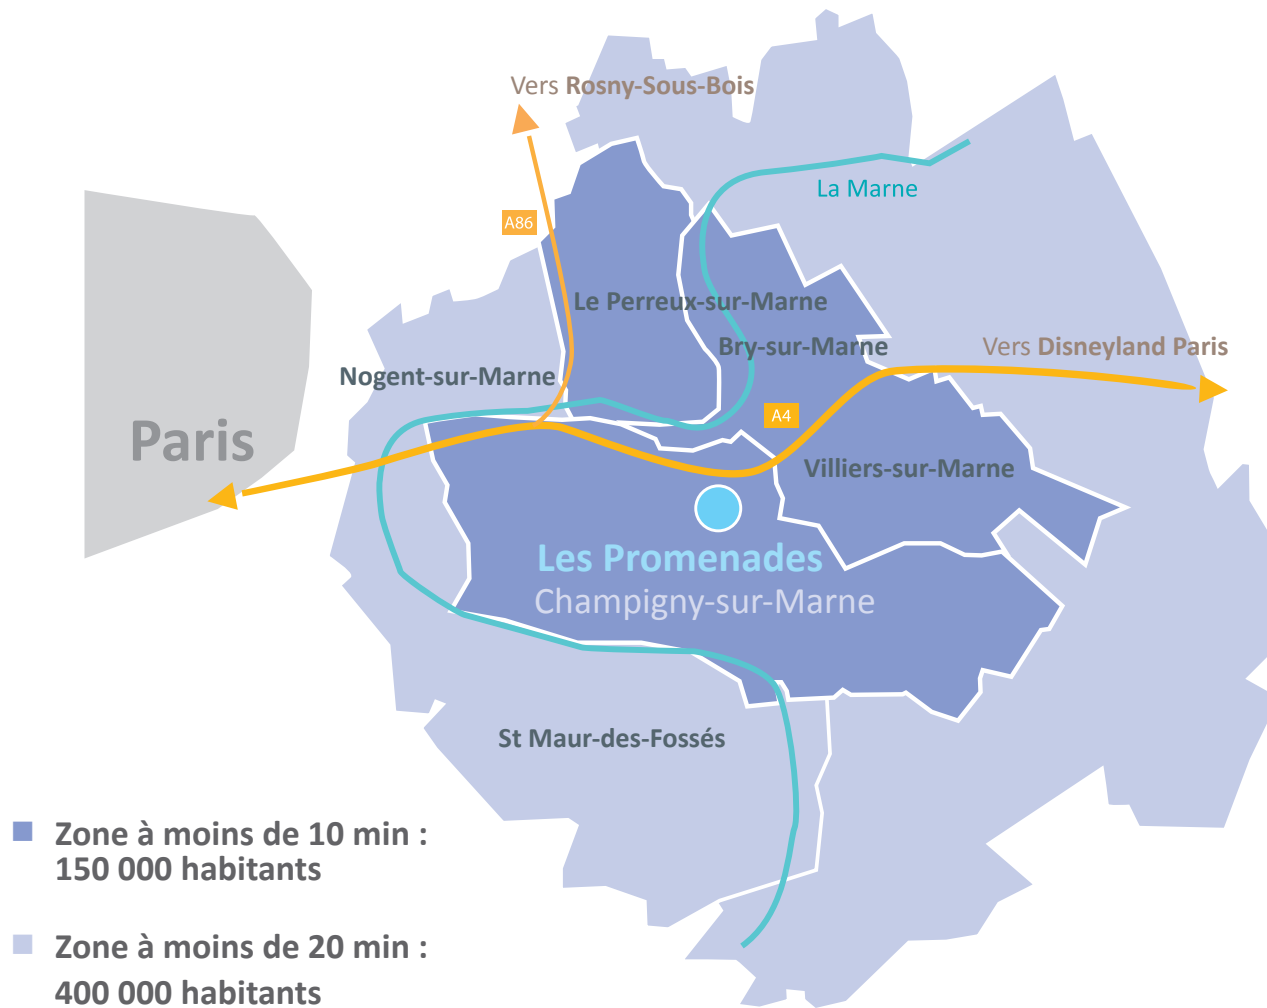 Vers Rosny-Sous-Bois
La Marne
A86
Le Perreux-sur-Marne
Bry-sur-Marne
Vers Disneyland Paris
Nogent-sur-Marne
A4
Paris
Villiers-sur-Marne
Les Promenades
Champigny-sur-Marne
St Maur-des-Fossés
Zone à moins de 10 min :
150 000 habitants
Zone à moins de 20 min :
400 000 habitants